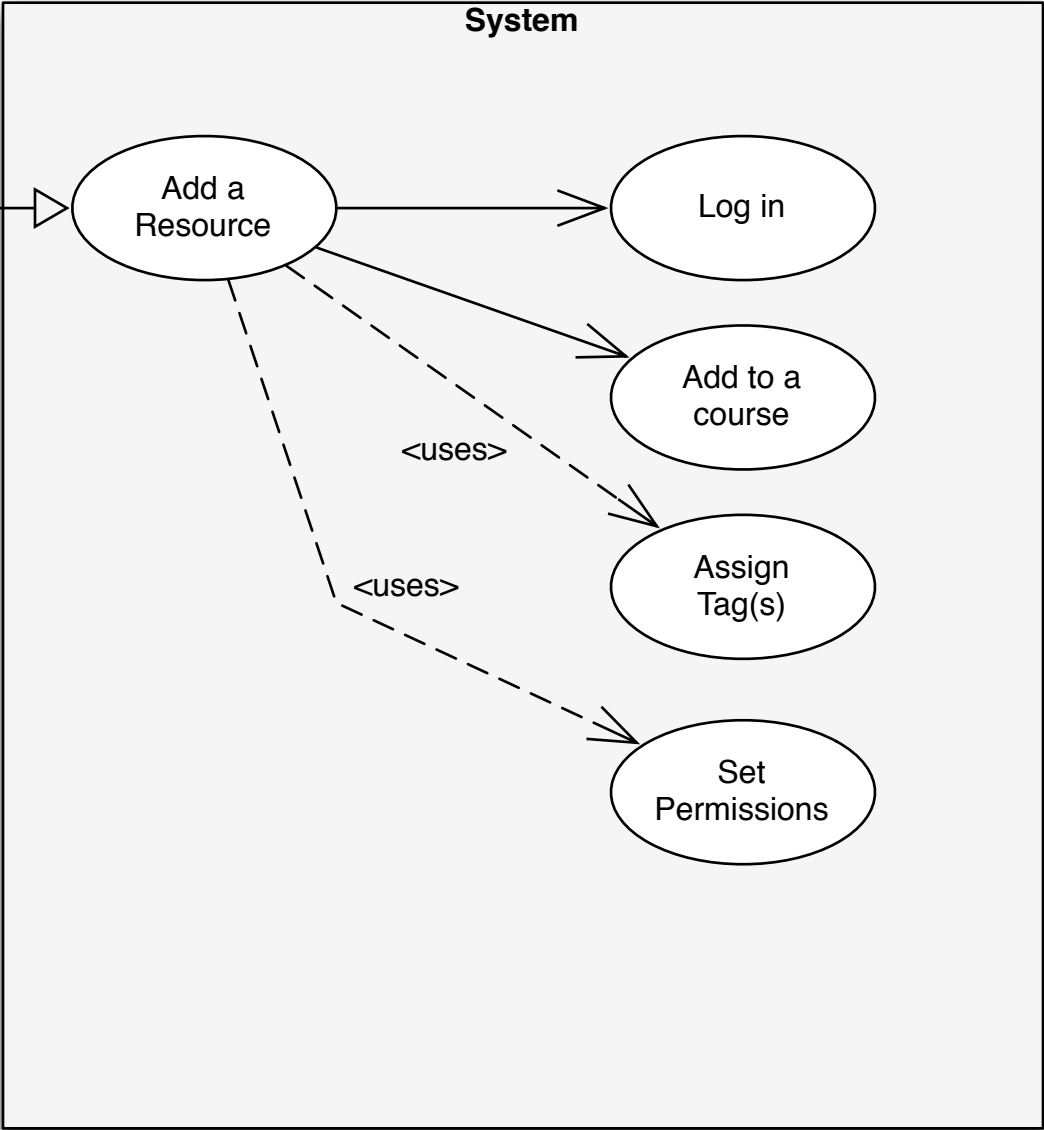 System
Add a
Resource
Log in
Add to a
course
<uses>
Assign
Tag(s)
<uses>
Set
Permissions